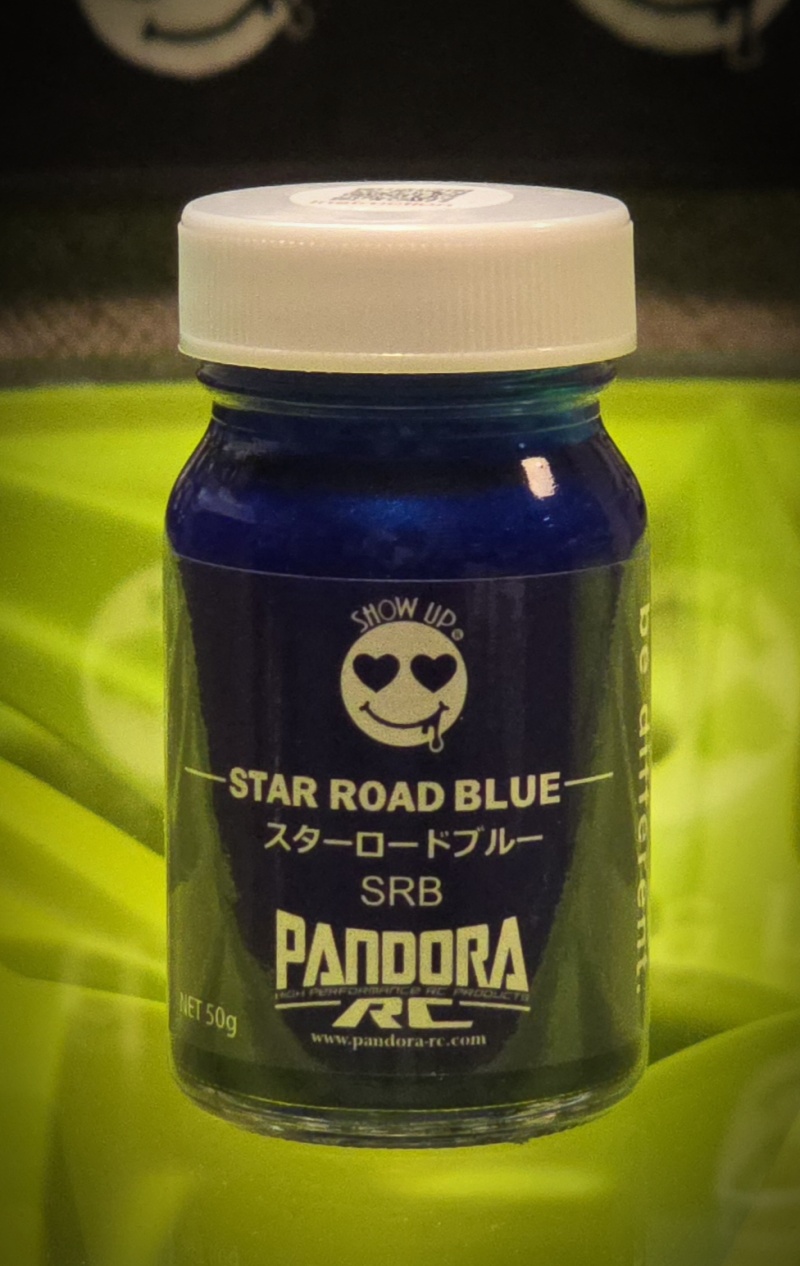 SHOW UP®
STAR ROAD BLUE
スターロードブルー
SRB
PANDORA
HIGH PERFORMANCE RC PRODUCTS
RC
NET 50g
www.pandora-rc.com
be different.